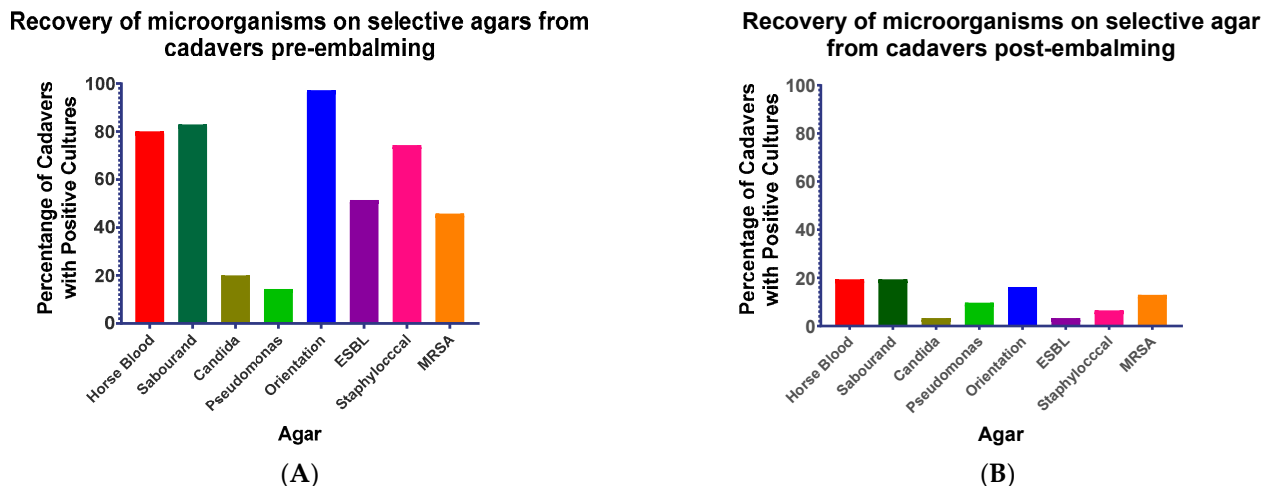 Recovery of microorganisms on selective agars from
cadavers pre-embalming
Percentange of Cadavers
with Positive Cultures
100
80
60
40
20
0
Horse Blood
Sabourand
Candida
Pseudomonas
Orientation
ESBL
Staphylocccal
MRSA
Agar
(A)
Recovery of microorganisms on selective agar
from cadavers post-embalming
Percentage of Cadavers
with Positive Cultures
100
80
60
40
20
0
Horse Blood
Sabourand
Candida
Pseudomonas
Orientation
ESBL
Staphylocccal
MRSA
Agar
(B)